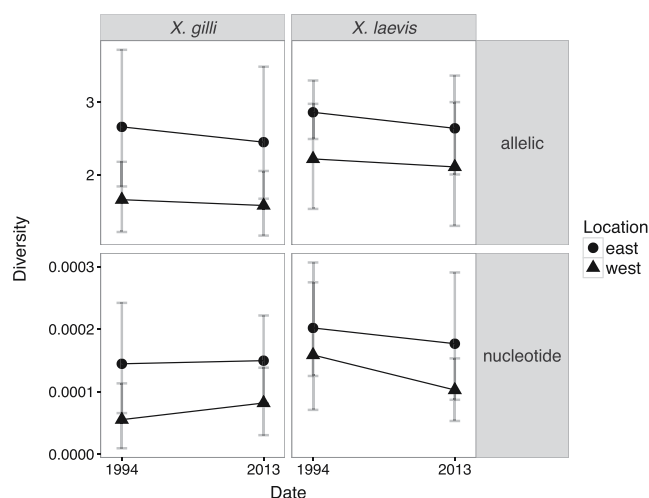 X. gilli
X. laevis
3
2
allelic
Diversity
0.0003
0.0002
0.0001
0.0000
nucleotide
1994
2013
1994
2013
Date
Location
east
west